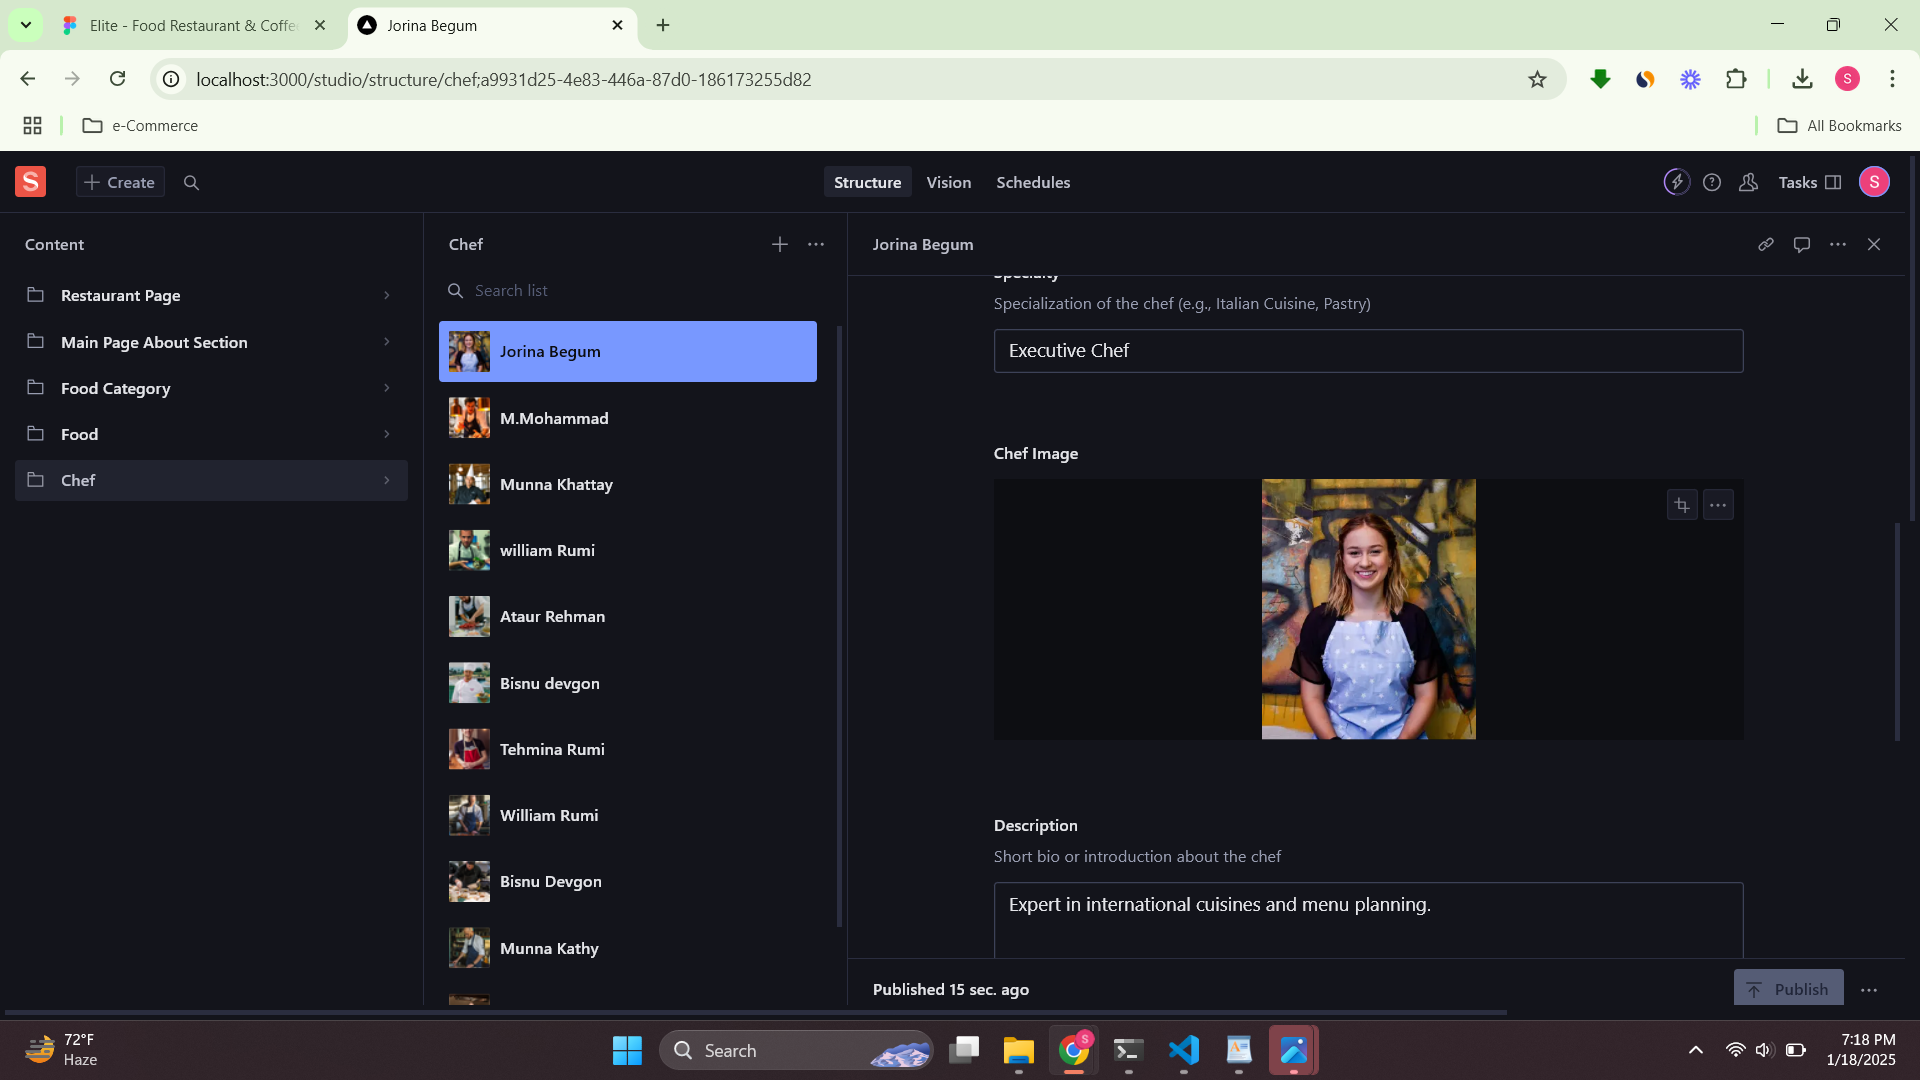 Elite - Food Restaurant & Coffe
Jorina Begum
localhost:3000/studio/structure/chef;a9931d25-4e83-446a-87d0-186173255d82
S
e-Commerce
All Bookmarks
S
Create
Structure
Vision
Schedules
Tasks
S
Content
Restaurant Page
Main Page About Section
Food Category
Food
Chef
Chef
Search list
Jorina Begum
M.Mohammad
Munna Khattay
william Rumi
Ataur Rehman
Bisnu devgon
Tehmina Rumi
William Rumi
Bisnu Devgon
Munna Kathy
Jorina Begum
Specialty
Specialization of the chef (e.g., Italian Cuisine, Pastry)
Executive Chef
Chef Image
Description
Short bio or introduction about the chef
Expert in international cuisines and menu planning.
Published 15 sec. ago
Publish
72°F
Haze
Search
S
7:18 PM
1/18/2025